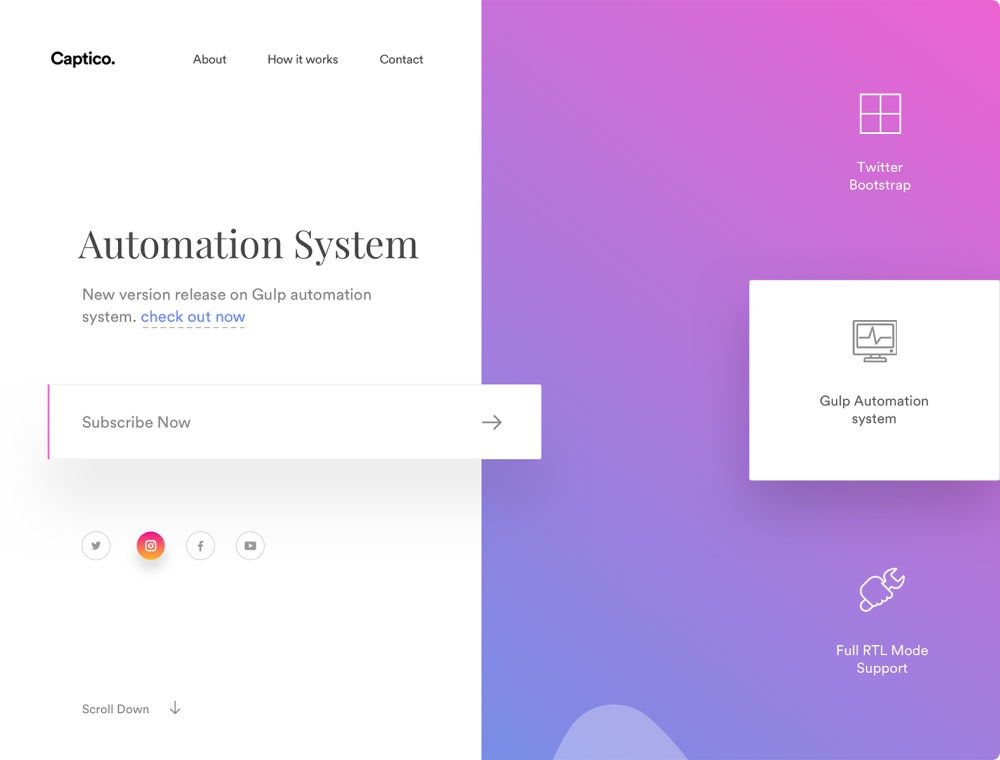 Captico.
About
How it works
Contact
Automation System
New version release on Gulp automation
system. check out now
Subscribe Now
Scroll Down
Twitter
Bootstrap
Gulp Automation
system
Full RTL Mode
Support